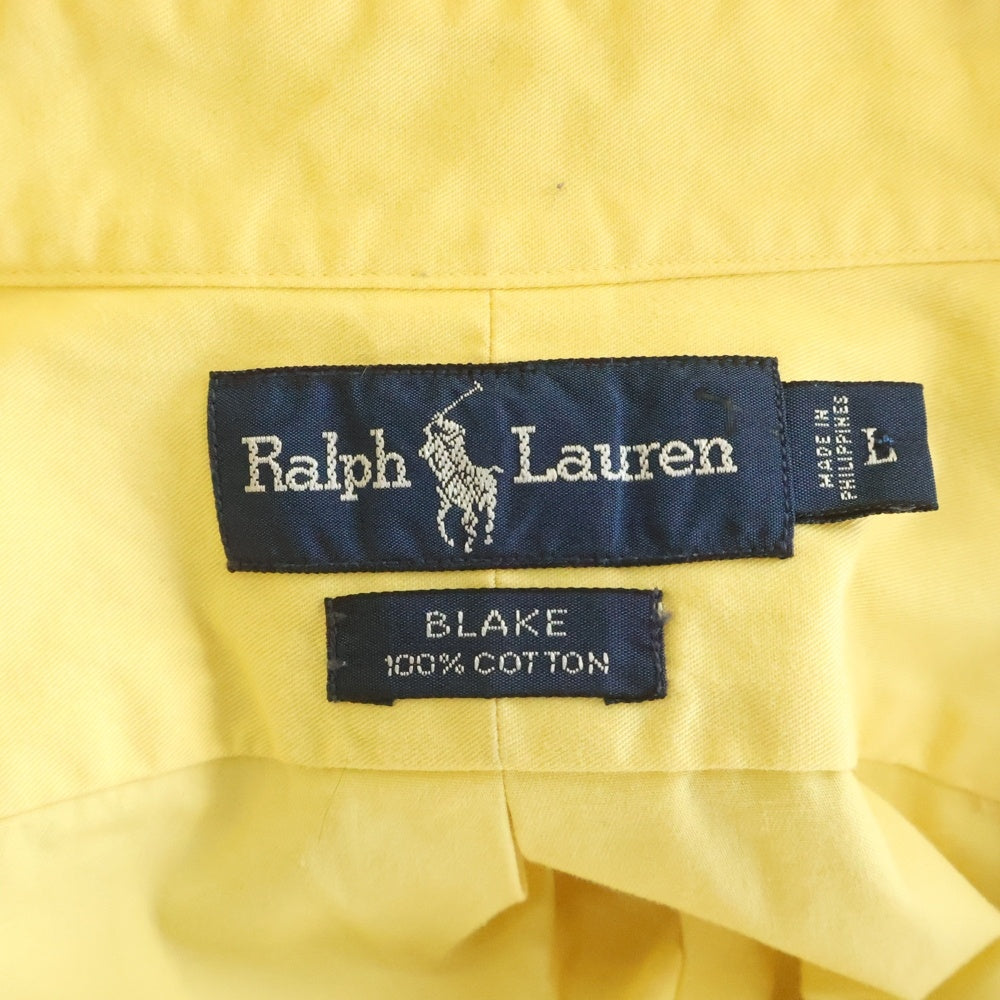 Ralph Lauren
MADE IN
PHILIPPINES
L
BLAKE
100% COTTON